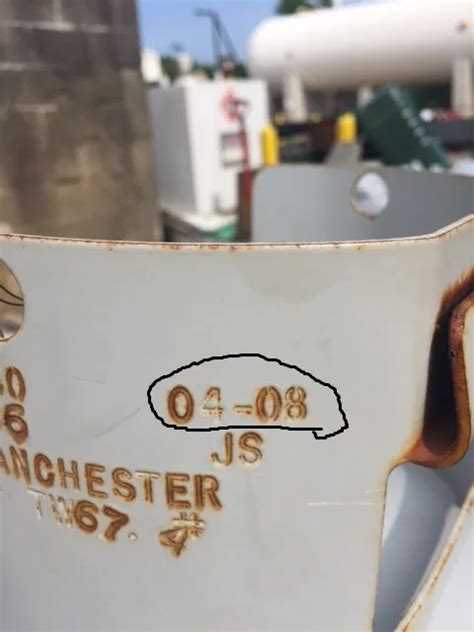 04-08
JS
ANCHESTER
TW67. 4#